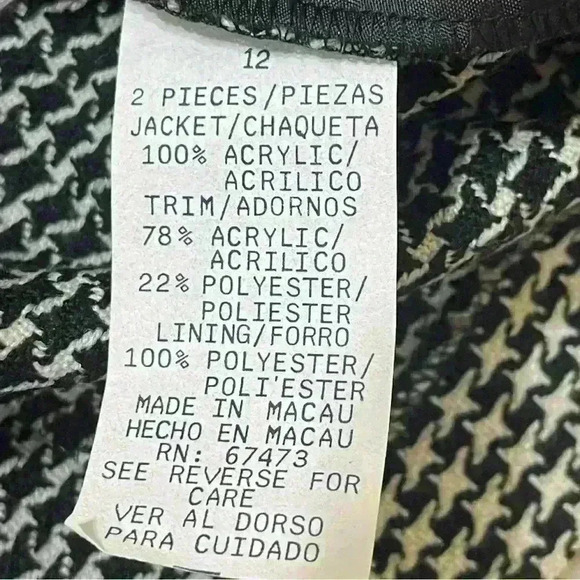 12
2 PIECES/PIEZAS
JACKET/CHAQUETA
100% ACRYLIC/
ACRILICO
TRIM/ADORNOS
78% ACRYLIC/
ACRILICO
22% POLYESTER/
POLIESTER
LINING/FORRO
100% POLYESTER/
POLI'ESTER
MADE IN MACAU
HECHO EN MACAU
RN: 67473
SEE REVERSE FOR
CARE
VER AL DORSO
PARA CUIDADO